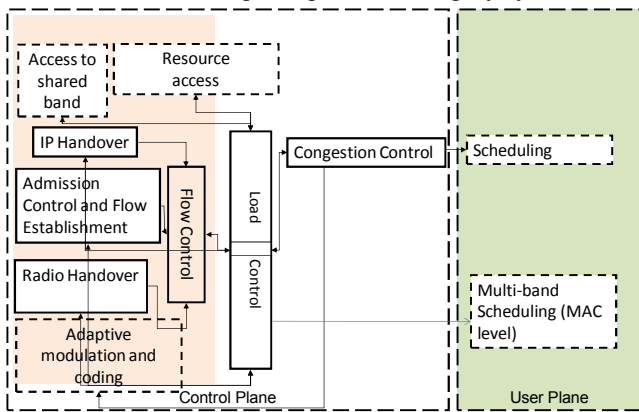 Access to
shared
band
Resource
access
IP Handover
Admission
Control and Flow
Establishment
Flow Control
Load
Control
Congestion Control
Scheduling
Radio Handover
Multi-band
Scheduling (MAC
level)
Adaptive
modulation and
coding
Control Plane
User Plane